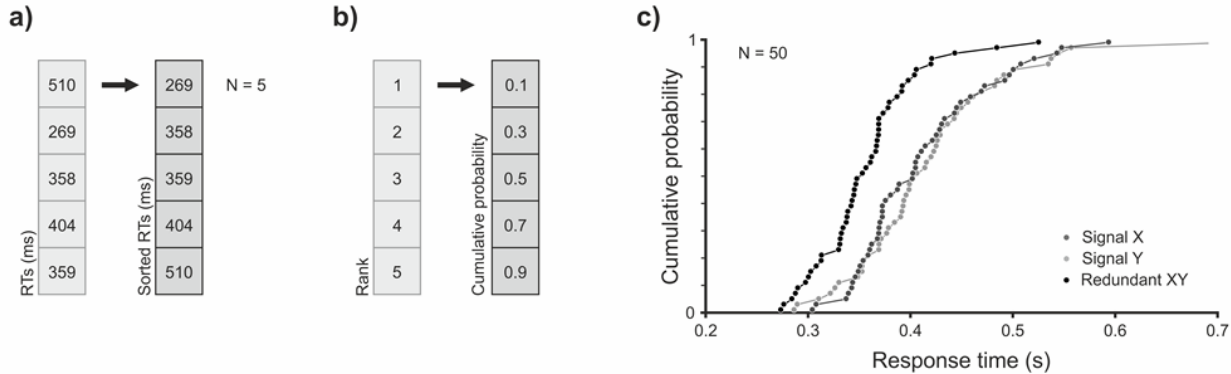 a)
510
269
358
404
359
RTs (ms)
269
358
359
404
510
Sorted RTs (ms)
N = 5
b)
1
2
3
4
5
Rank
0.1
0.3
0.5
0.7
0.9
Cumulative probability
c)
1
0
Cumulative probability
N = 50
Signal X
Signal Y
Redundant XY
0.2
0.3
0.4
0.5
0.6
0.7
Response time (s)